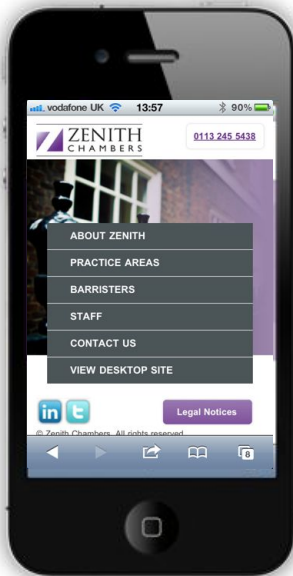 vodafone UK 13:57 90%
ZENITH
CHAMBERS
0113 245 5438
ABOUT ZENITH
PRACTICE AREAS
BARRISTERS
STAFF
CONTACT US
VIEW DESKTOP SITE
in t
Legal Notices
© Zenith Chambers. All rights reserved
8